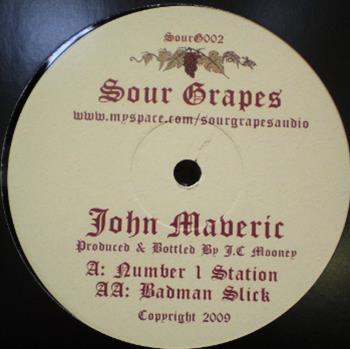 SourG002
Sour Grapes
www.myspace.com/sourgrapesaudio
John Maveric
Produced & Bottled By J.C Mooney
A: Number 1 Station
AA: Badman Slick
Copyright 2009